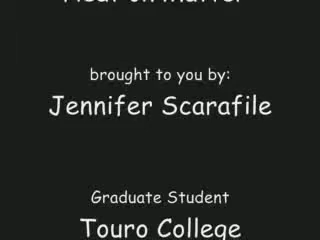 brought to you by:
Jennifer Scarafile
Graduate Student
Touro College